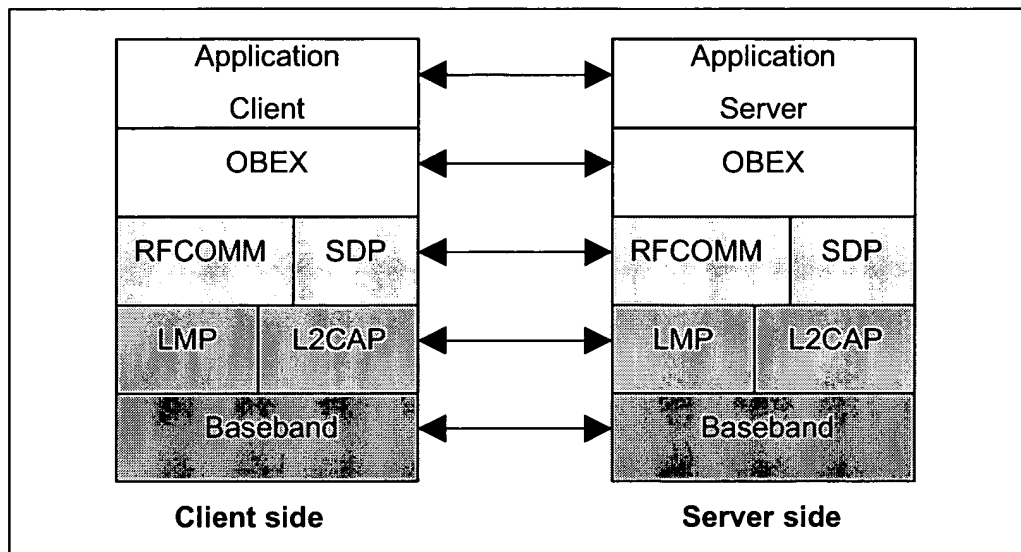 Application Application
Client Server
OBEX OBEX
RFCOMM SDP RFCOMM SDP
LMP L2CAP LMP L2CAP
Baseband Baseband
Client side Server side